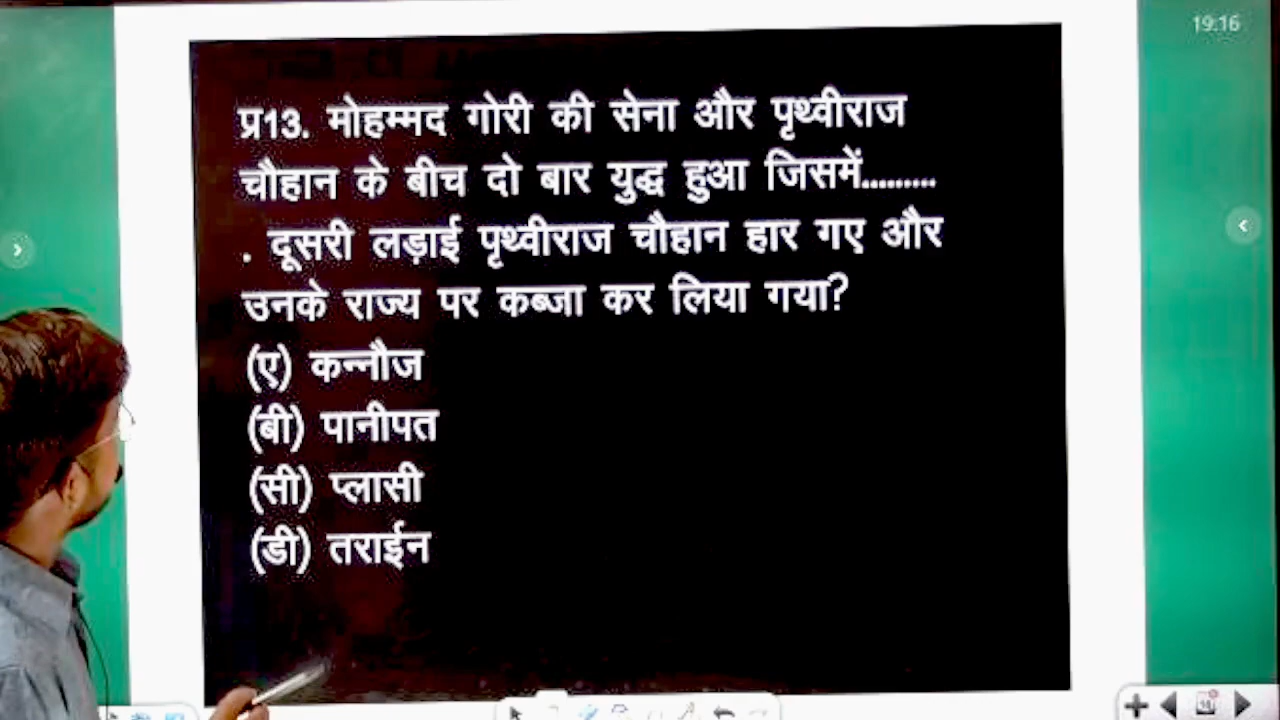 19:16
प्र13. मोहम्मद गोरी की सेना और पृथ्वीराज
चौहान के बीच दो बार युद्ध हुआ जिसमें.........
. दूसरी लड़ाई पृथ्वीराज चौहान हार गए और
उनके राज्य पर कब्जा कर लिया गया?
(ए) कन्नौज
(बी) पानीपत
(सी) प्लासी
(डी) तराईन